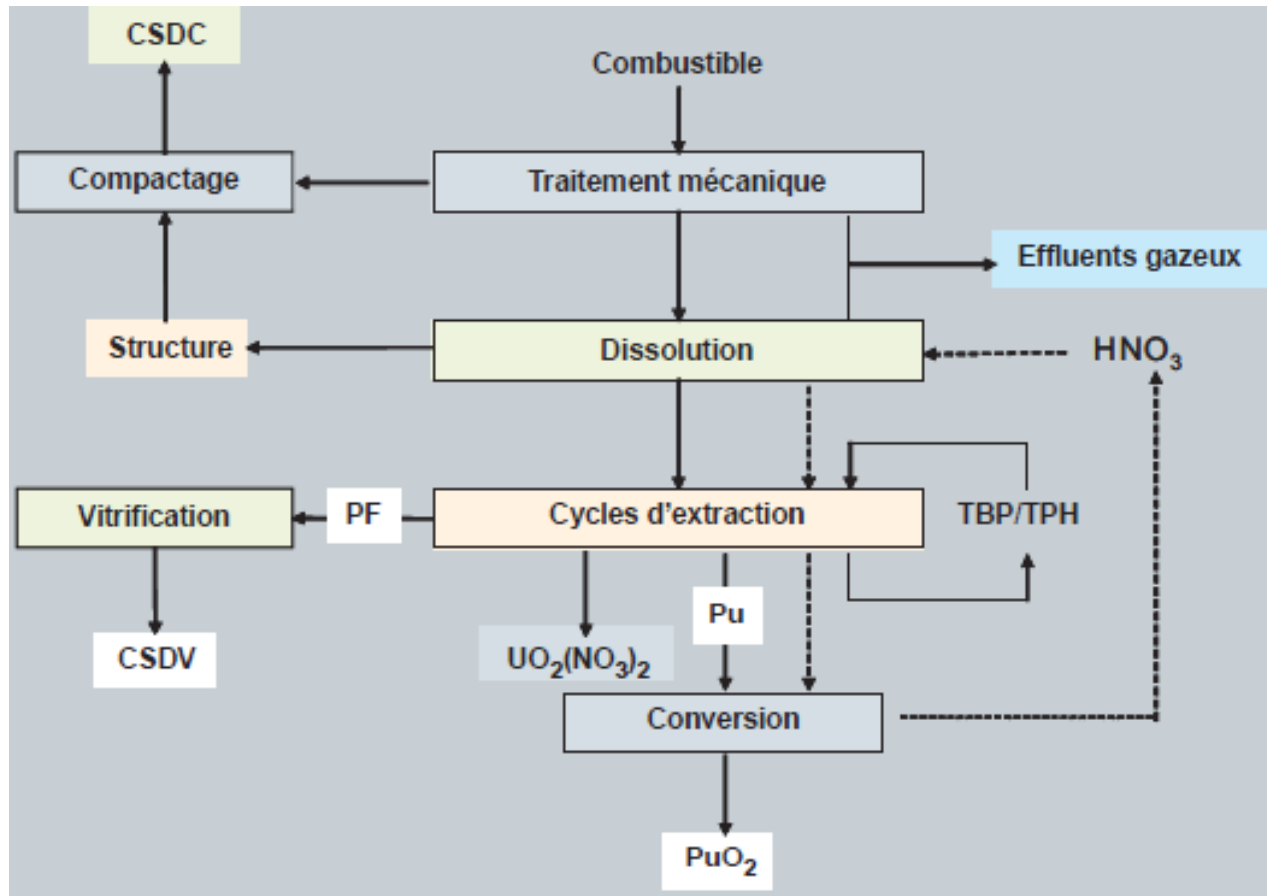 CSDC
Combustible
Compactage
Traitement mécanique
Effluents gazeux
Structure
Dissolution
HNO₃
Vitrification
PF
Cycles d’extraction
TBP/TPH
Pu
CSDV
UO₂(NO₃)₂
Conversion
PuO₂